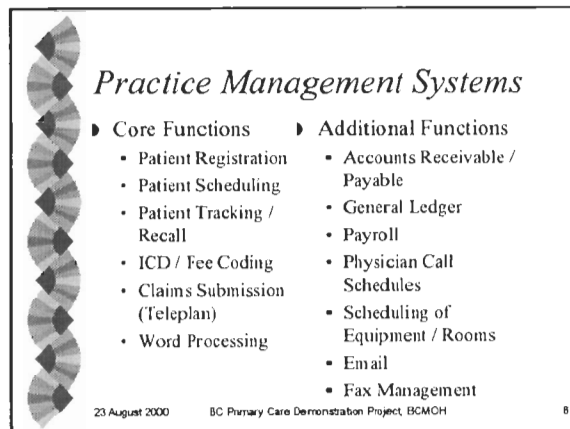 Practice Management Systems
Core Functions
• Patient Registration
• Patient Scheduling
• Patient Tracking /
Recall
• ICD / Fee Coding
• Claims Submission
(Teleplan)
• Word Processing
Additional Functions
• Accounts Receivable /
Payable
• General Ledger
• Payroll
• Physician Call
Schedules
• Scheduling of
Equipment / Rooms
• Email
• Fax Management
23 August 2000 BC Primary Care Demonstration Project, BCMOH 8